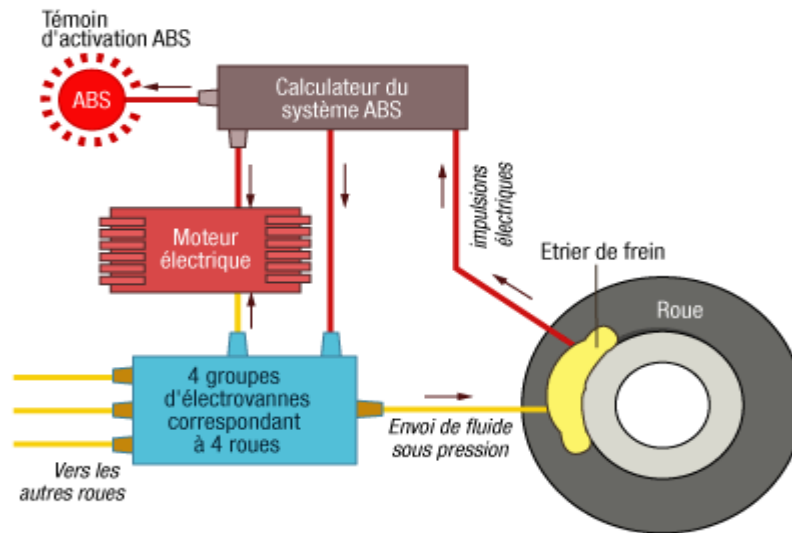 Témoin
d'activation ABS
ABS
Calculateur du
système ABS
impulsions
électriques
Moteur
électrique
Etrier de frein
Roue
4 groupes
d'électrovannes
correspondant
à 4 roues
Envoi de fluide
sous pression
Vers les
autres roues